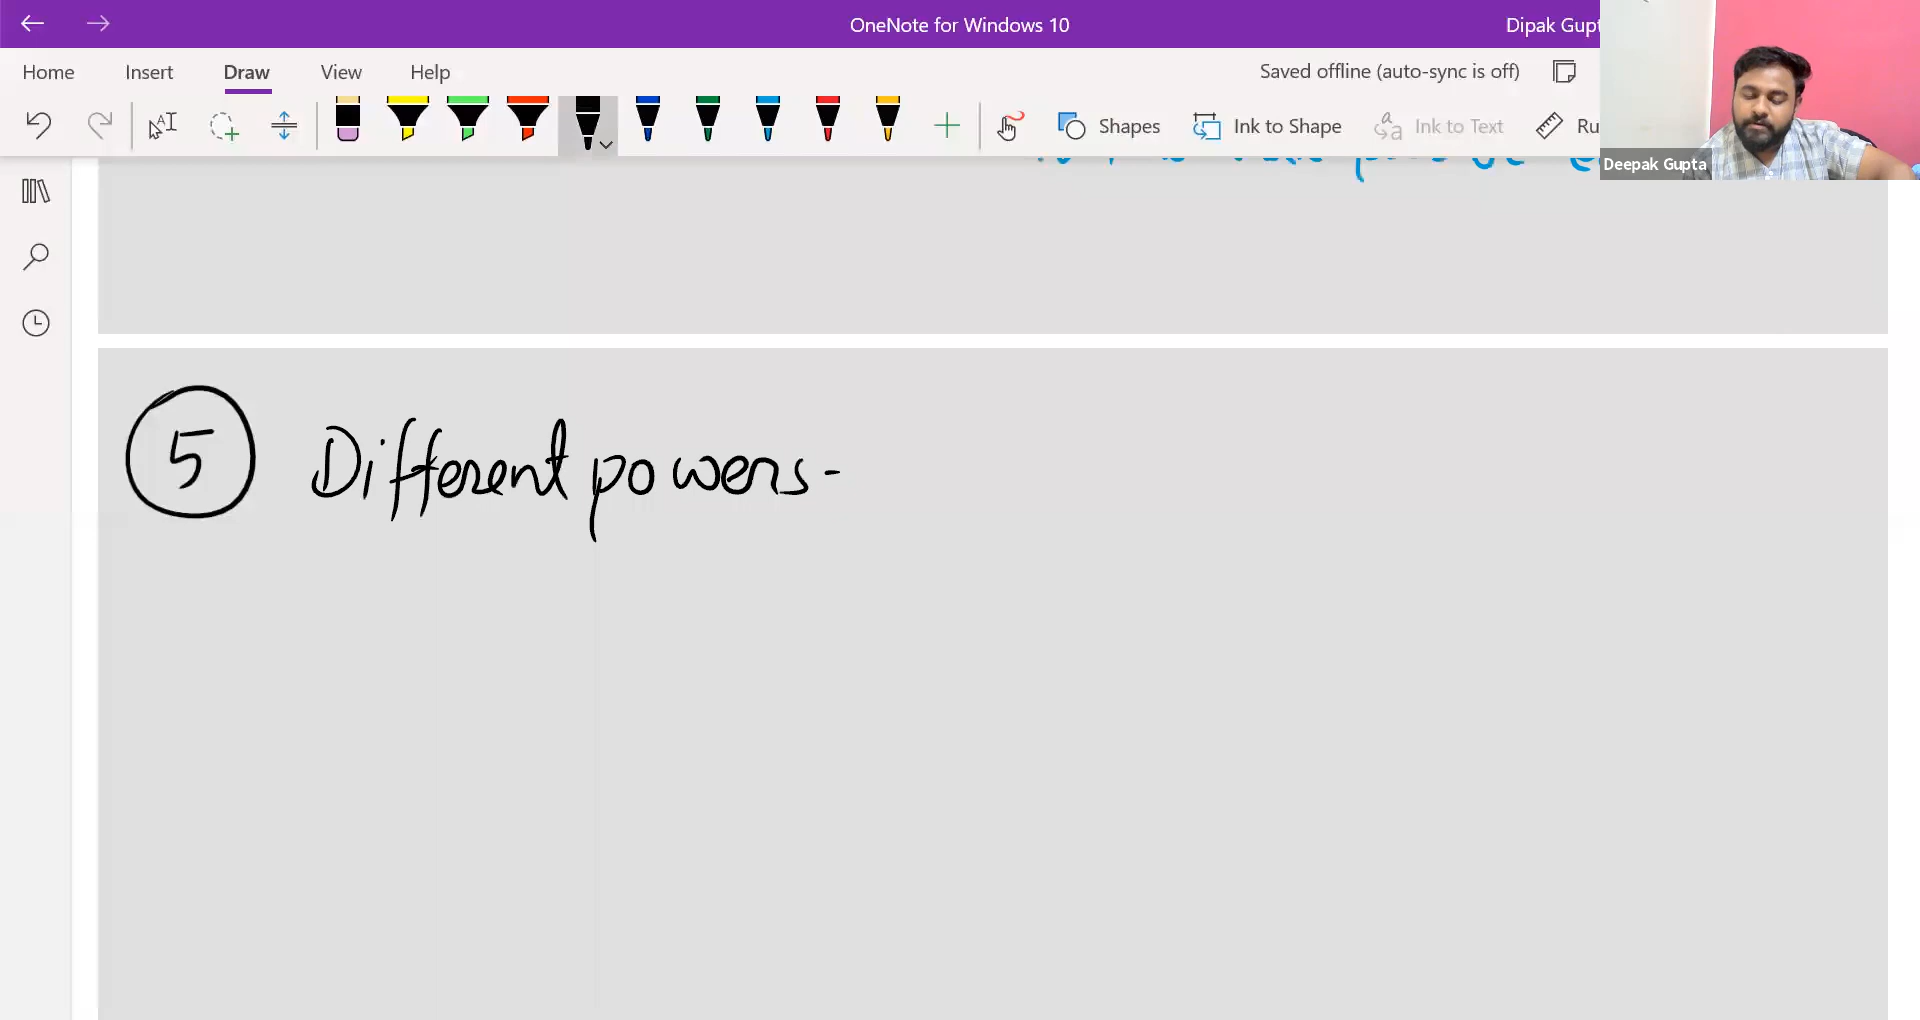 OneNote for Windows 10
Dipak Gupt
Home Insert Draw View Help
Saved offline (auto-sync is off)
Shapes Ink to Shape Ink to Text Ru
Deepak Gupta
5 Different powers -